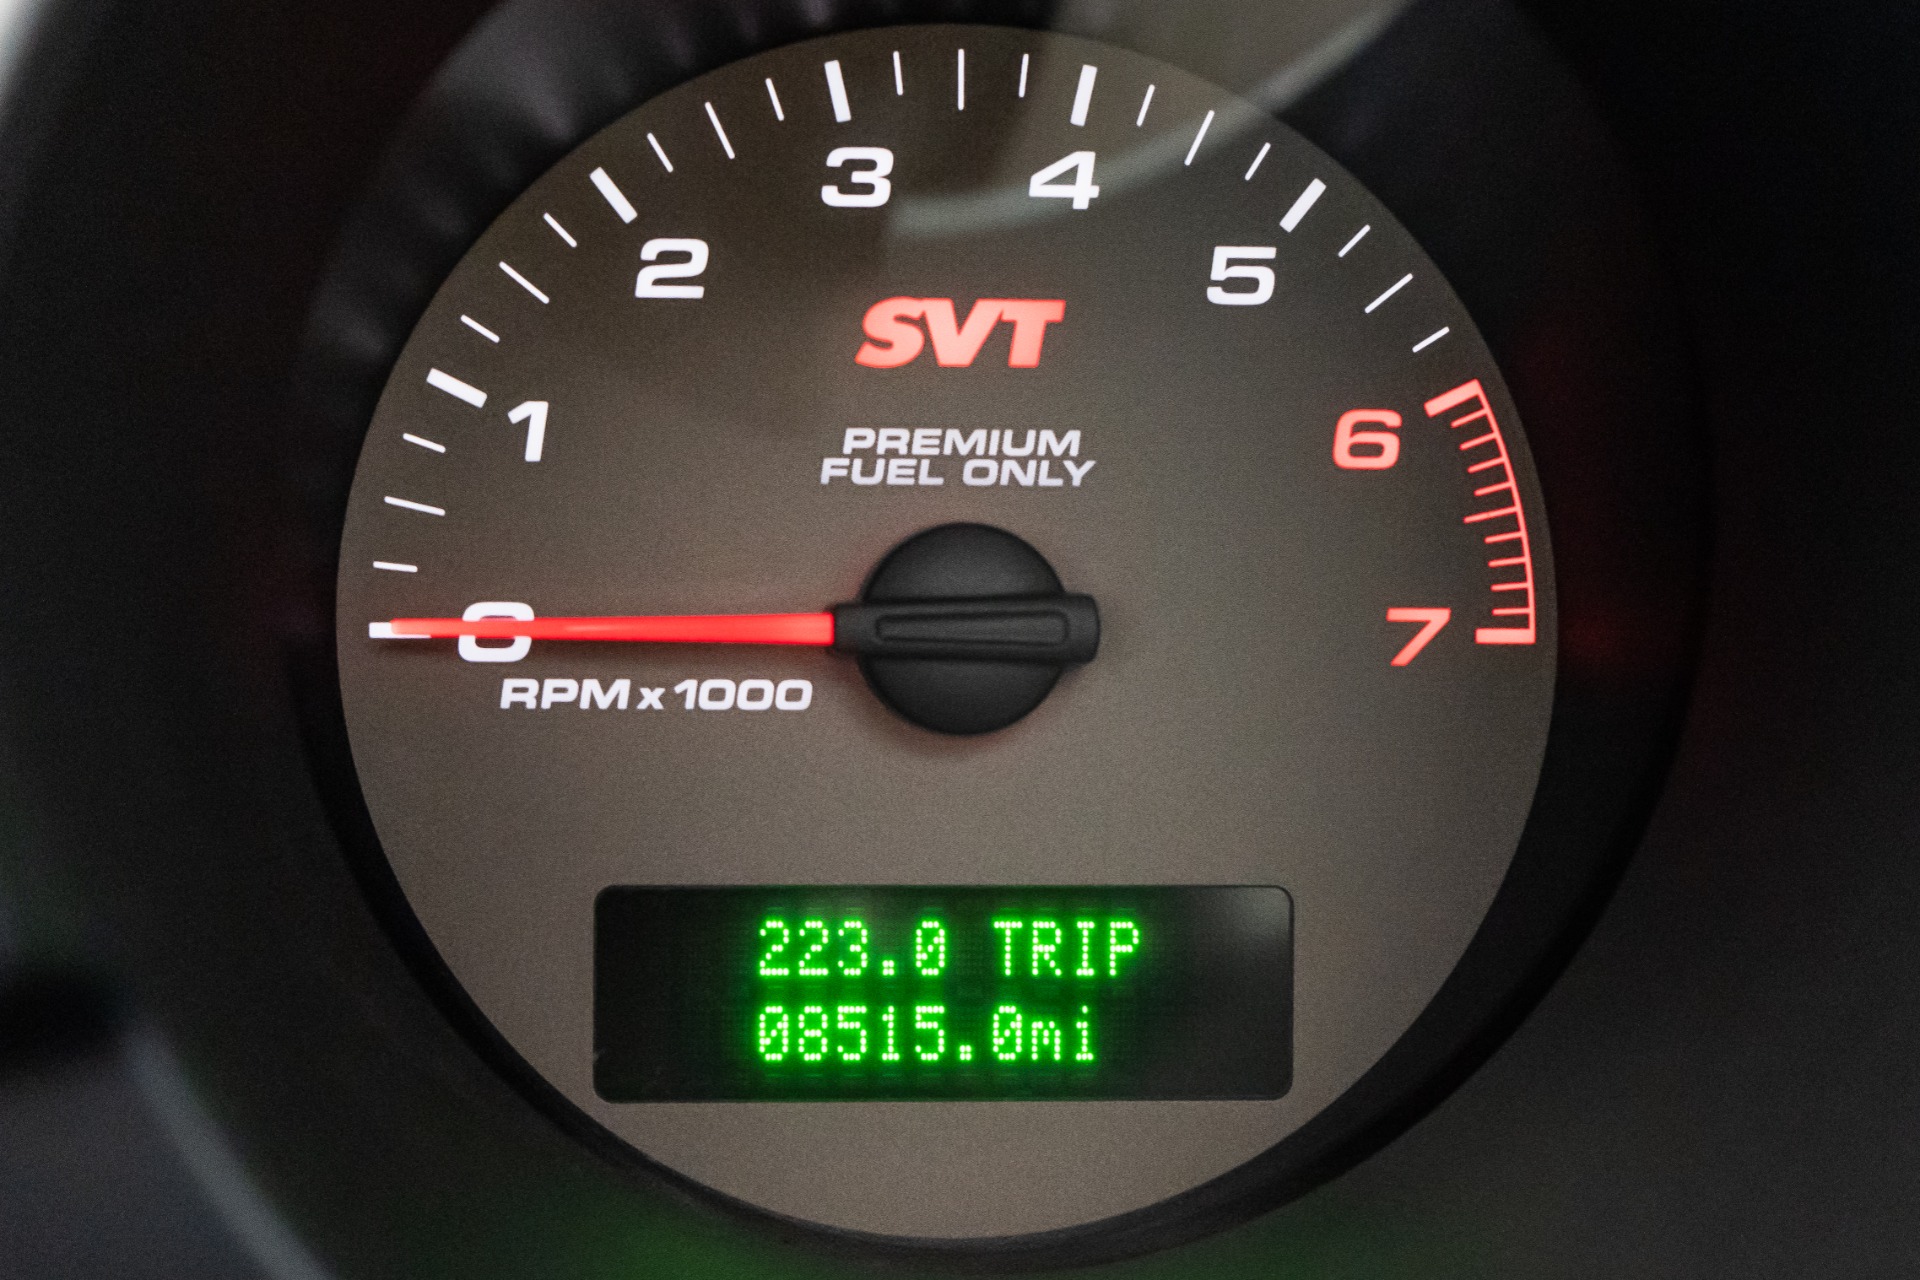 3 4
2 5
SVT
1 6
PREMIUM
FUEL ONLY
0 7
RPM x 1000
223.0 TRIP
08515.0mi